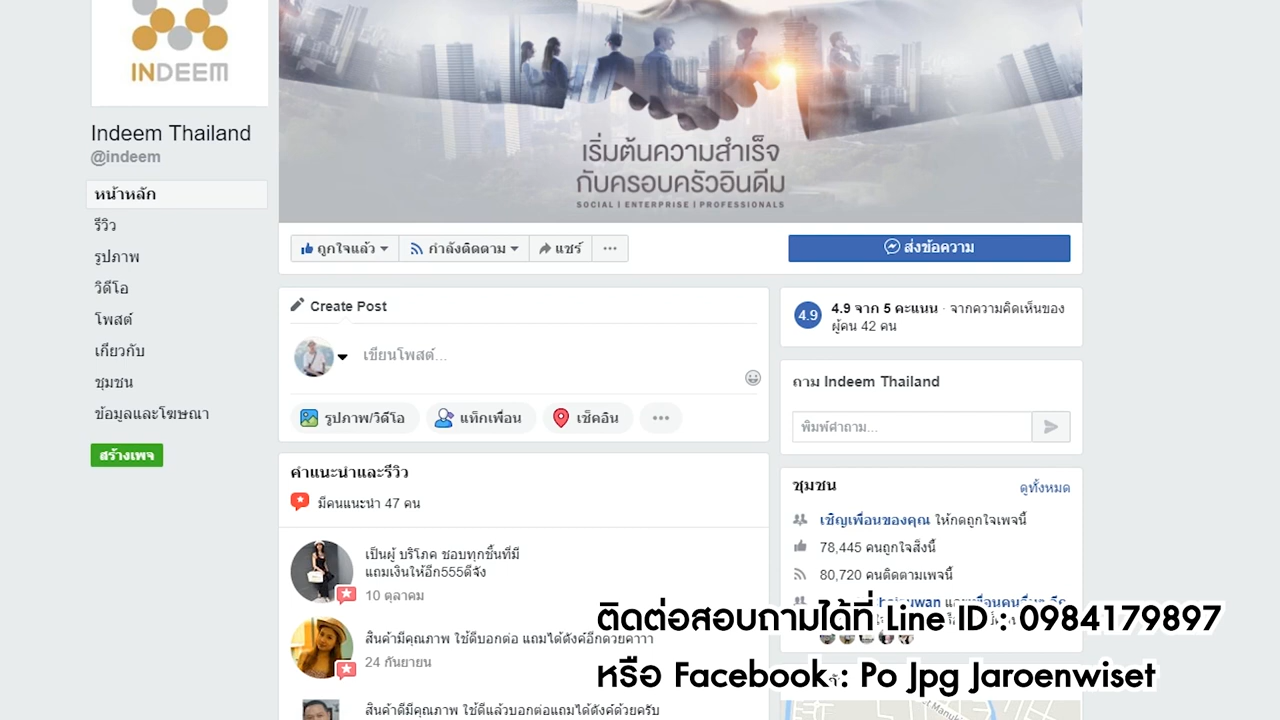 INDEEM
Indeem Thailand
@indeem
หน้าหลัก
รีวิว
รูปภาพ
วิดีโอ
โพสต์
เกี่ยวกับ
ชุมชน
ข้อมูลและโฆษณา
สร้างเพจ
เริ่มต้นความสำเร็จ
กับครอบครัวอินดีม
SOCIAL | ENTERPRISE | PROFESSIONALS
ถูกใจแล้ว กำลังติดตาม แชร์ ...
ส่งข้อความ
Create Post
เขียนโพสต์...
รูปภาพ/วิดีโอ แท็กเพื่อน เช็คอิน ...
คำแนะนำและรีวิว
มีคนแนะนำ 47 คน
เป็นผู้ บริโภค ชอบทุกชิ้นที่มี
แถมเงินให้อีก555ดีจัง
10 ตุลาคม
สินค้ามีคุณภาพ ใช้ดีบอกต่อ แถมได้ตังค์อีกด้วยคาาา
24 กันยายน
สินค้าดีมีคุณภาพ ใช้ดีแล้วบอกต่อแถมได้ตังค์ด้วยครับ
4.9
4.9 จาก 5 คะแนน · จากความคิดเห็นของ
ผู้คน 42 คน
ถาม Indeem Thailand
พิมพ์คำถาม...
ชุมชน
ดูทั้งหมด
เชิญเพื่อนของคุณ ให้กดถูกใจเพจนี้
78,445 คนถูกใจสิ่งนี้
80,720 คนติดตามเพจนี้
ติดต่อสอบถามได้ที่ Line ID : 0984179897
หรือ Facebook : Po Jpg Jaroenwiset